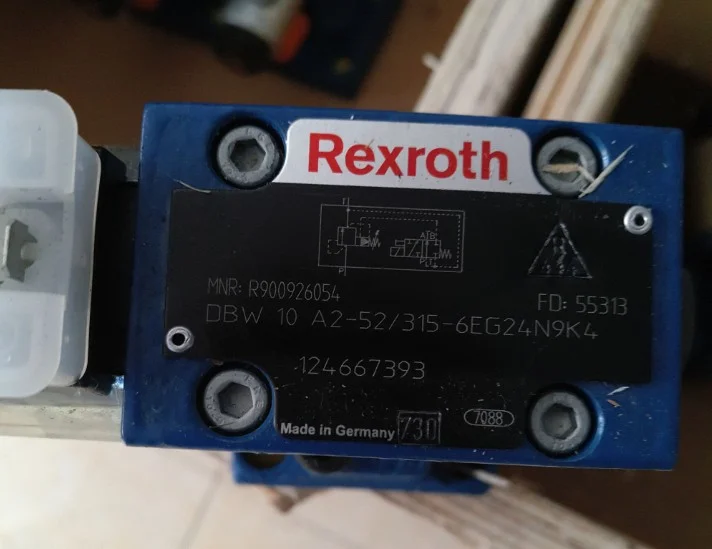 Rexroth
A B
P T
MNR: R900926054
FD: 55313
DBW 10 A2-52/315-6EG24N9K4
124667393
Made in Germany 730 7088